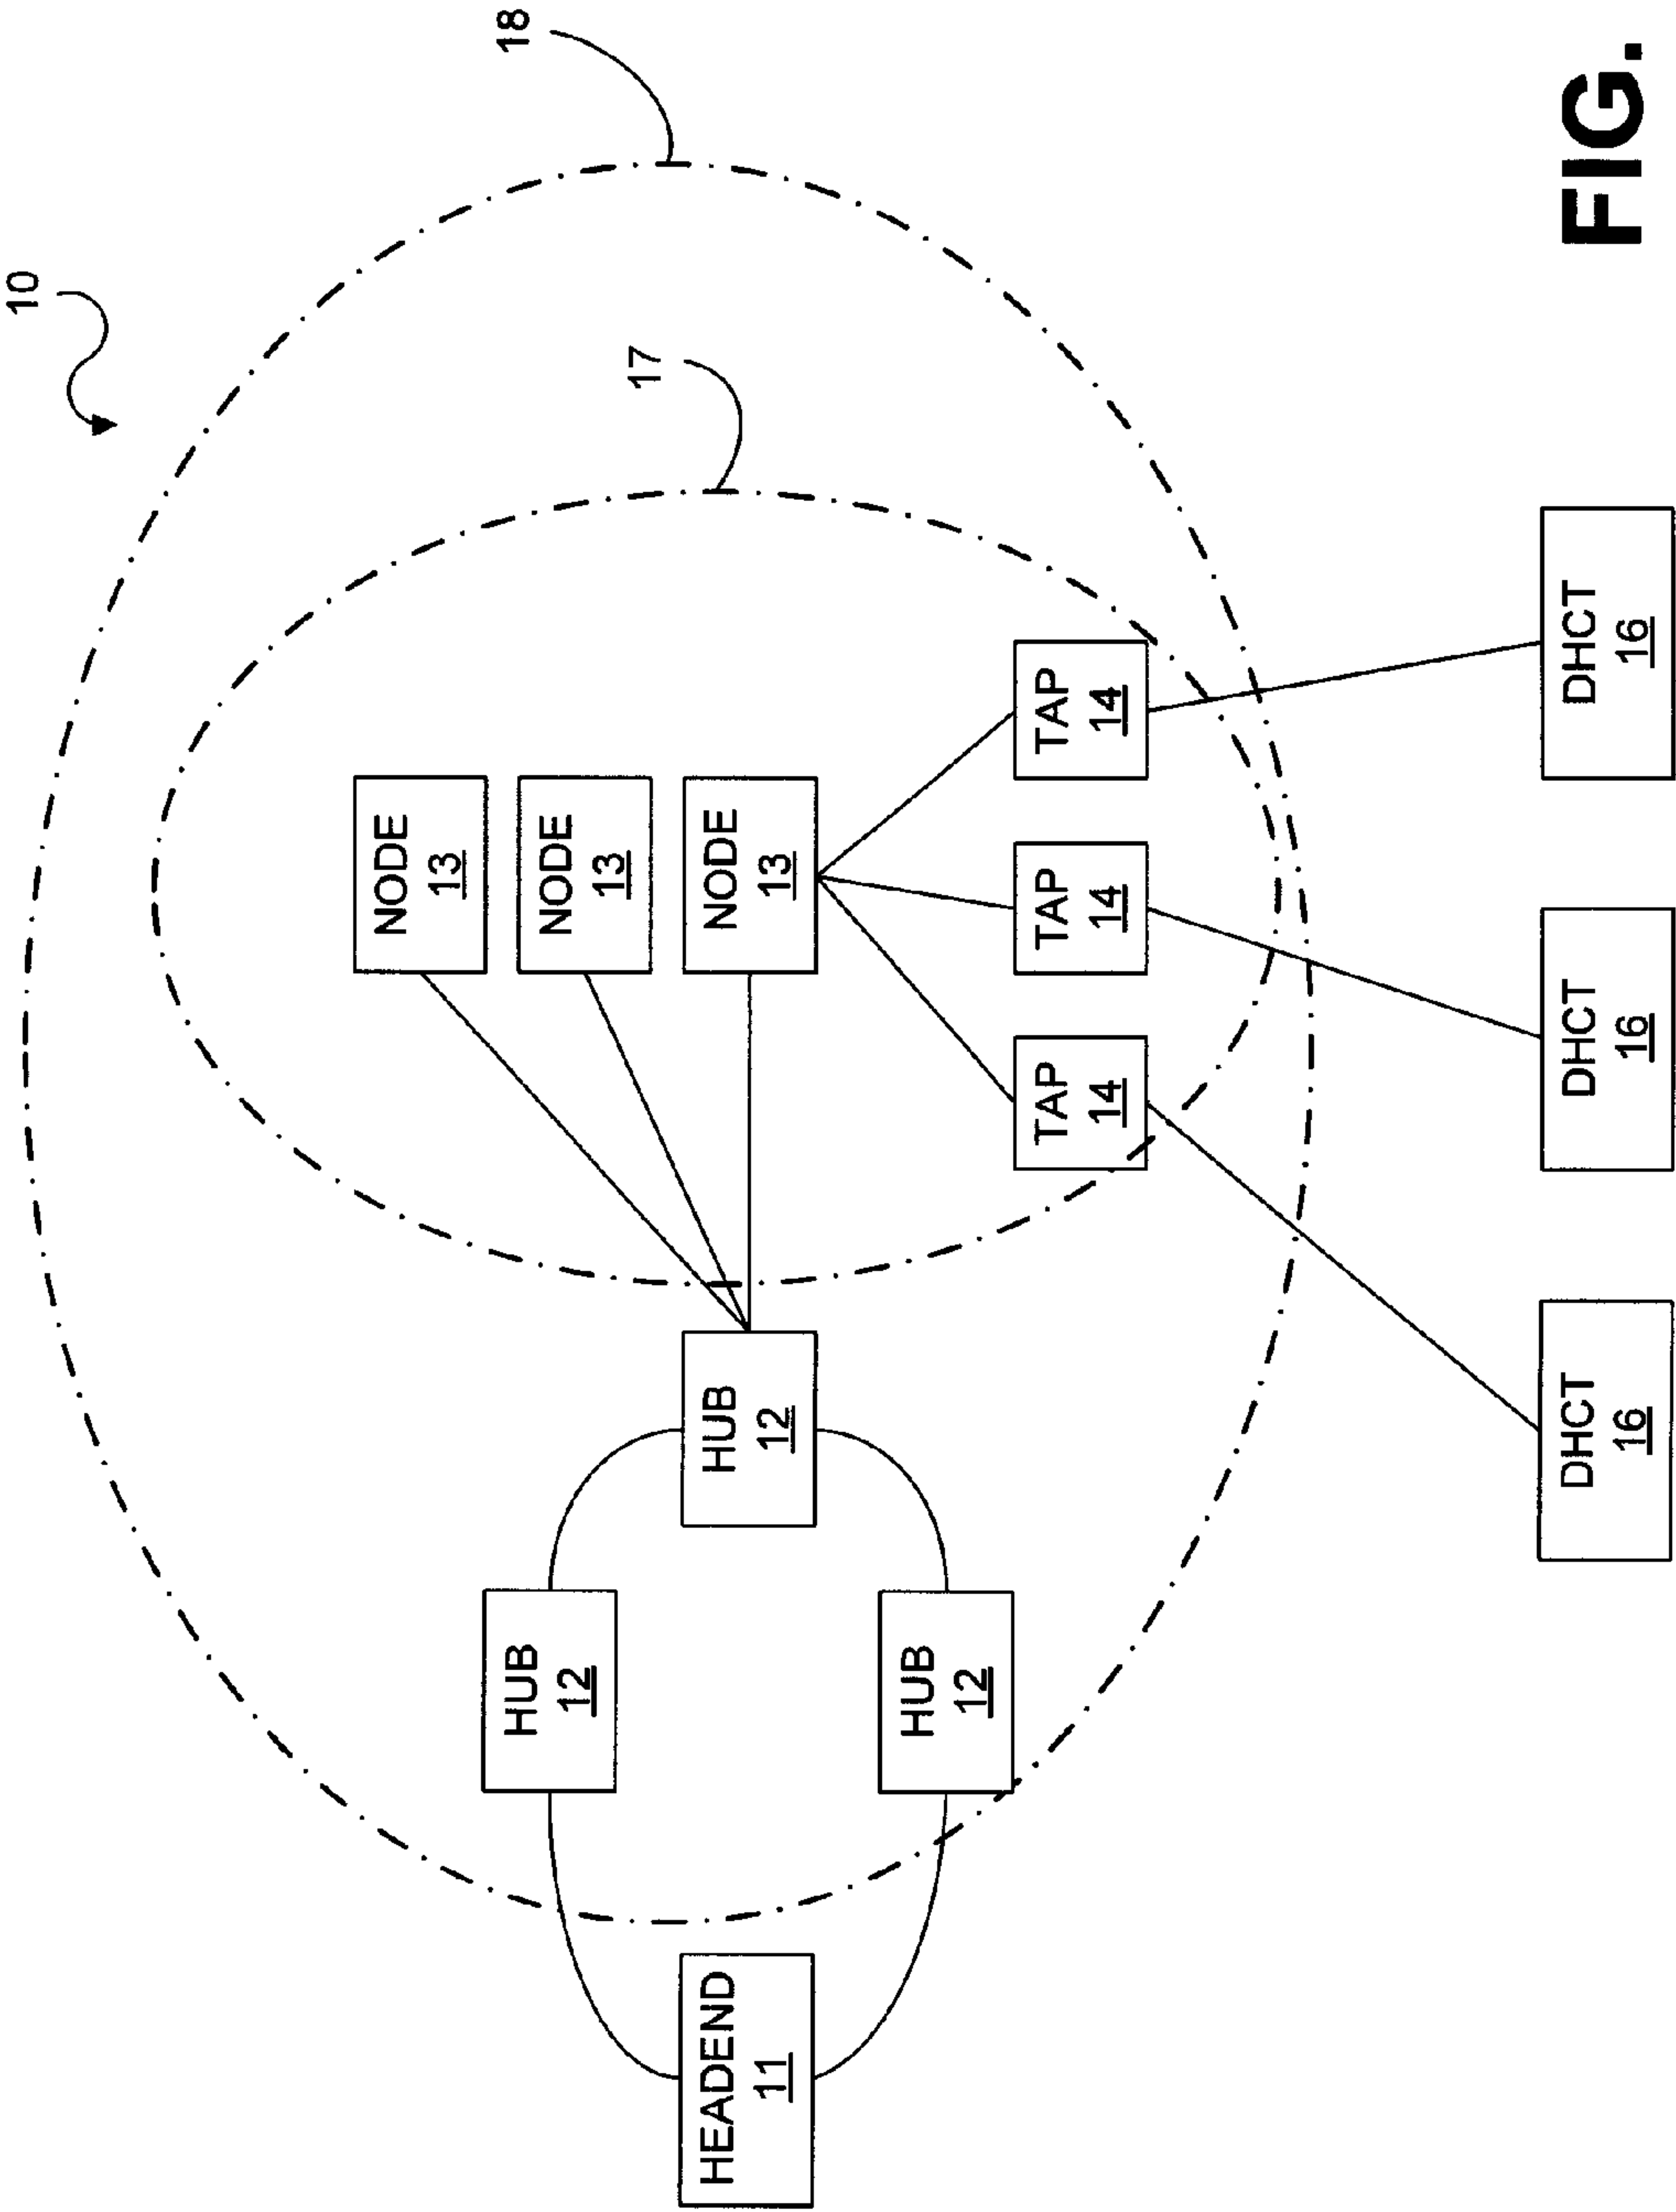 10
18
17
NODE
13
HUB
12
NODE
13
HEADEND
11
HUB
12
NODE
13
HUB
12
TAP
14
TAP
14
TAP
14
DHCT
16
DHCT
16
DHCT
16
FIG.